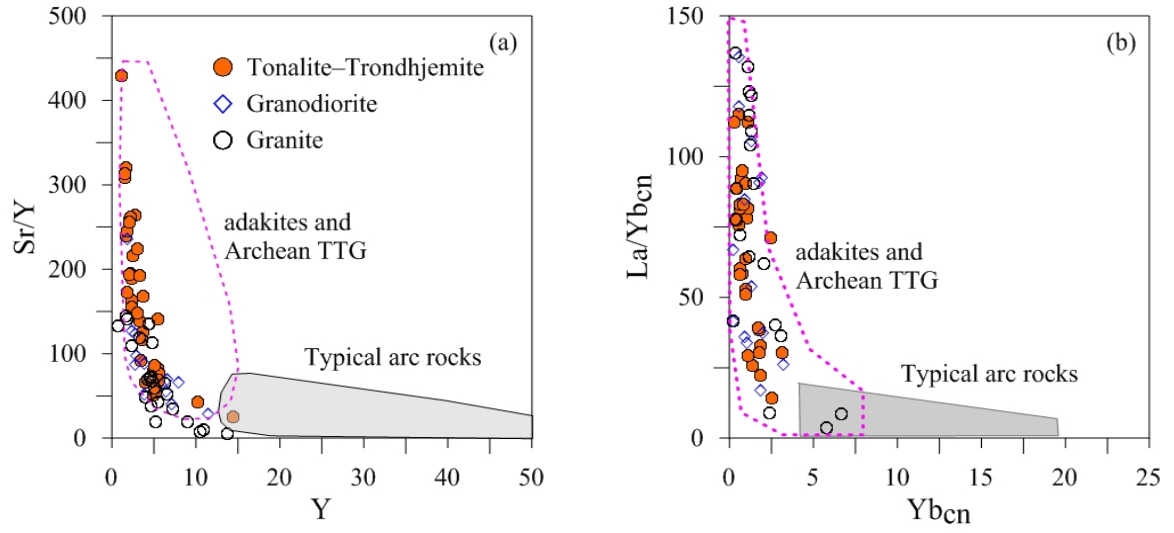 500
400
300
200
100
0
Sr/Y
(a)
Tonalite–Trondhjemite
Granodiorite
Granite
adakites and
Archean TTG
Typical arc rocks
0 10 20 30 40 50
Y
150
100
50
0
La/Ybcn
(b)
adakites and
Archean TTG
Typical arc rocks
0 5 10 15 20 25
Ybcn